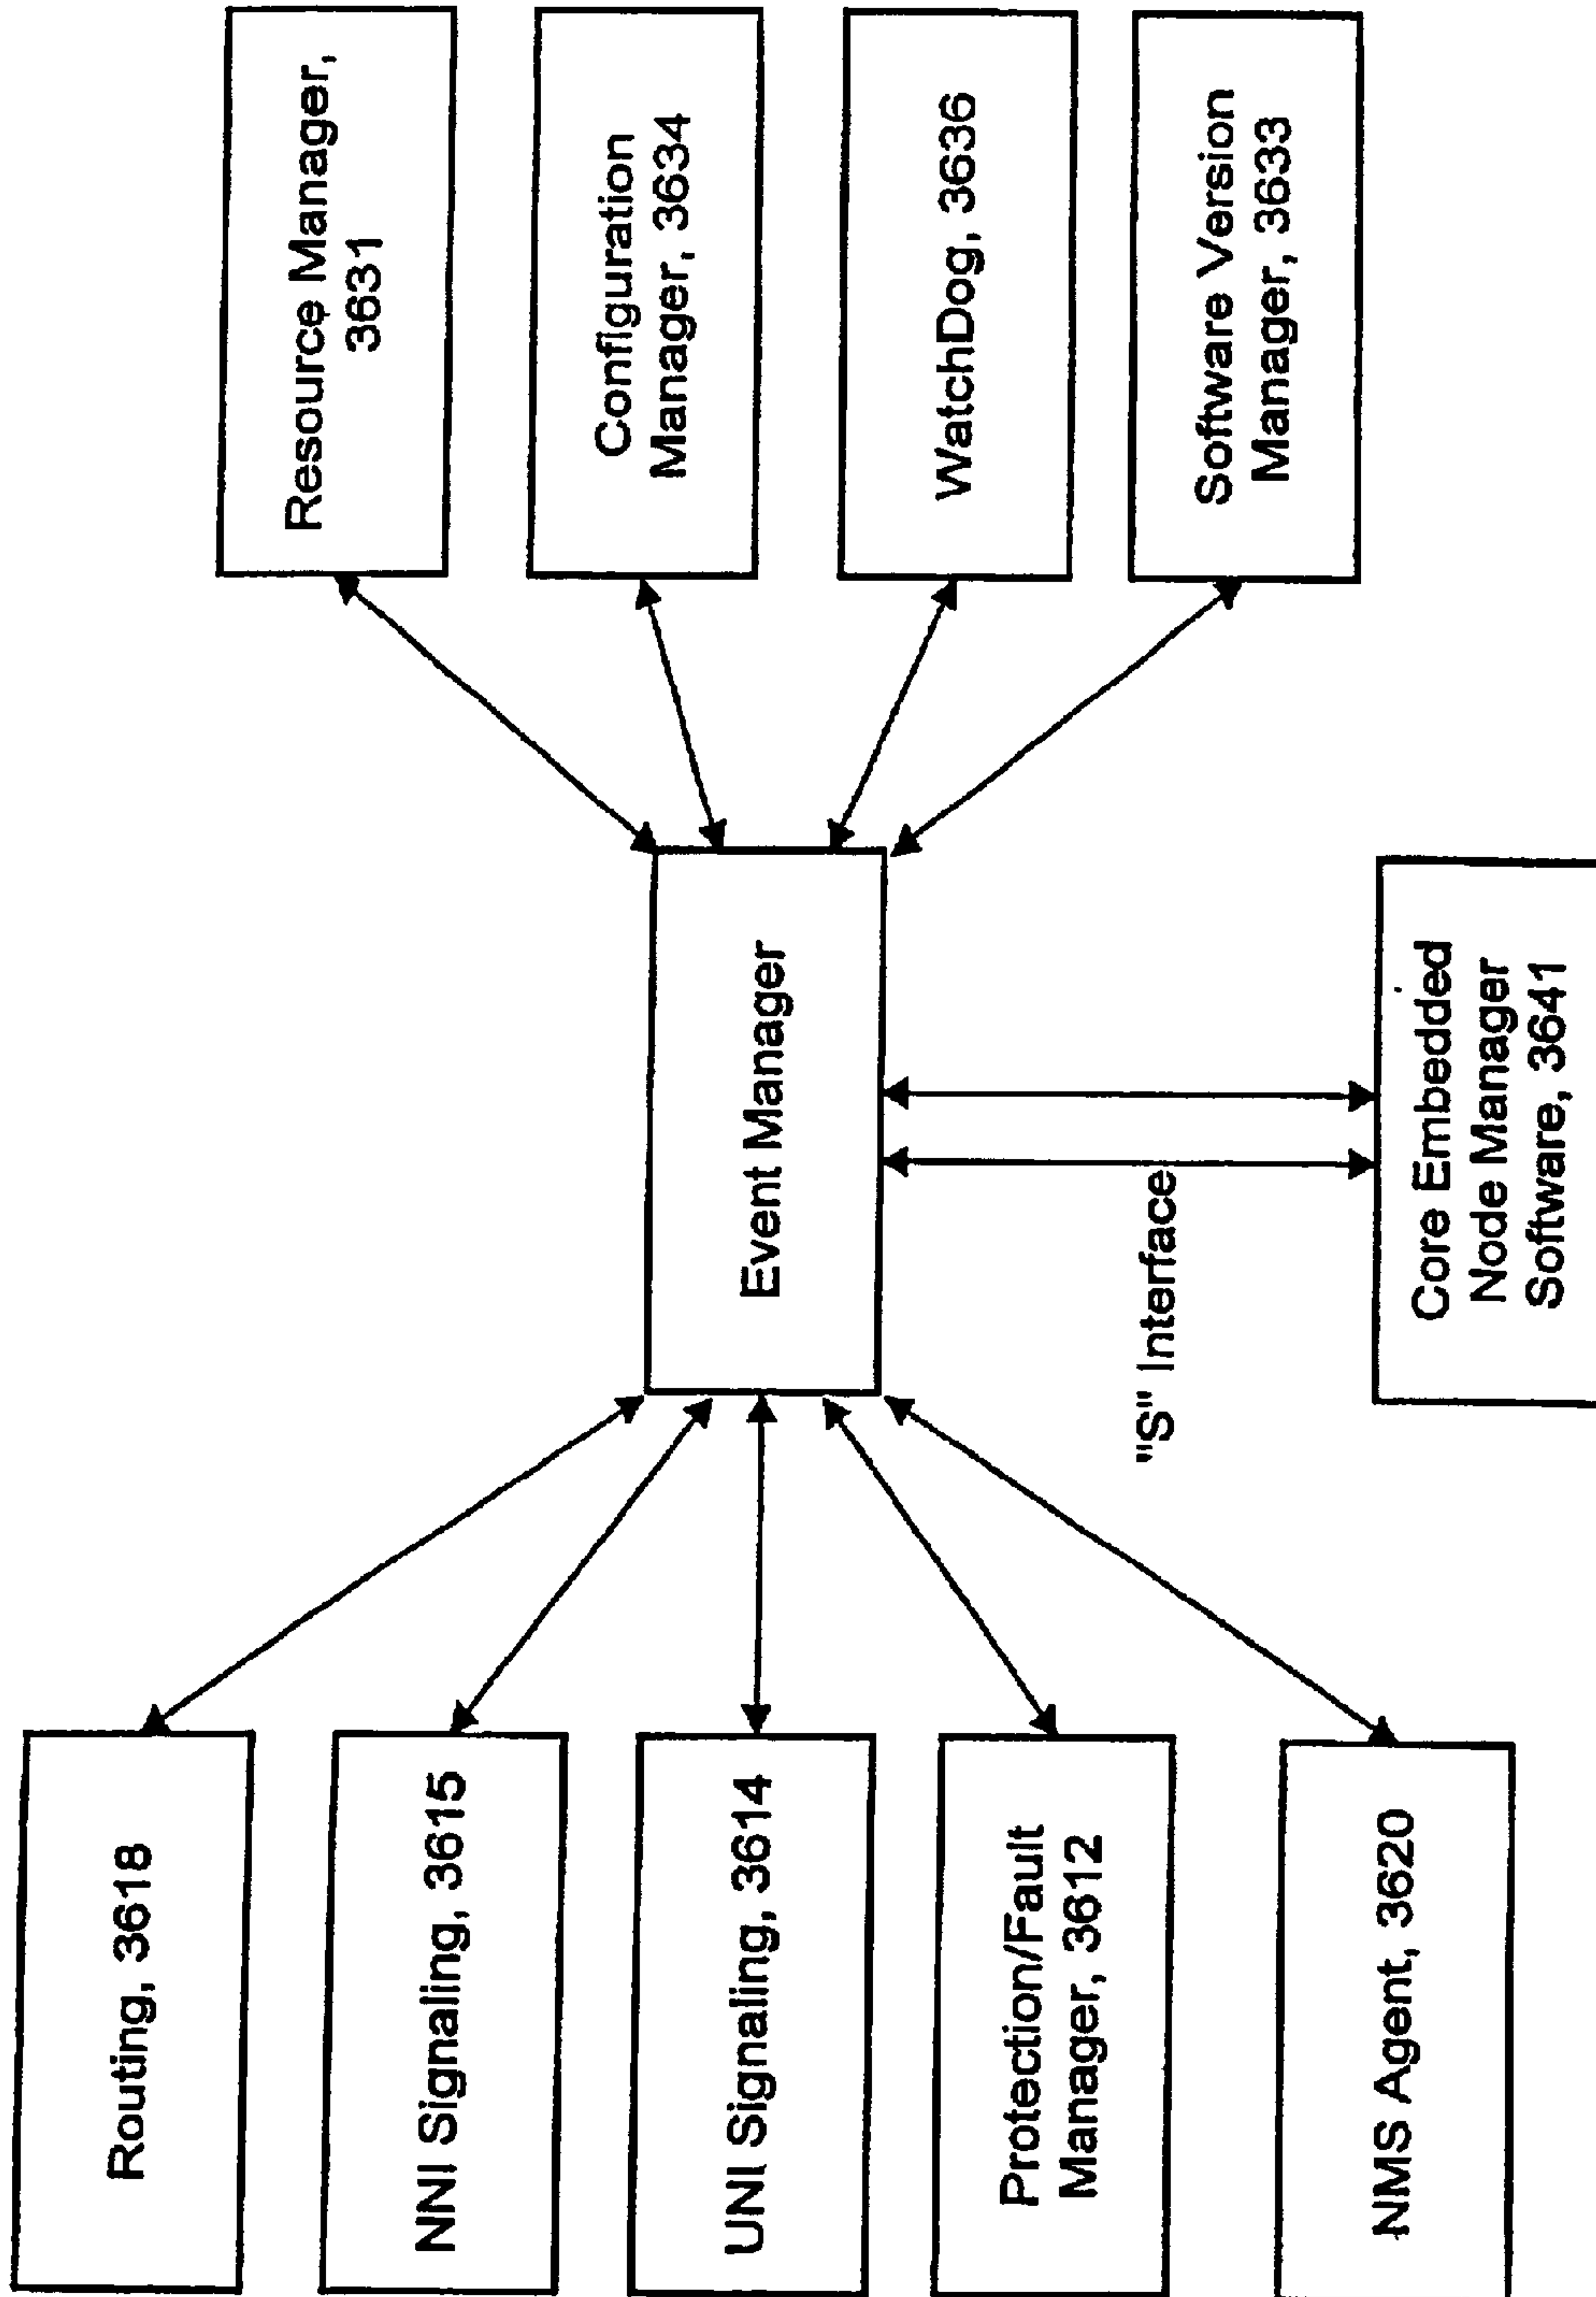 Routing, 3618
NNI Signaling, 3615
UNI Signaling, 3614
Protection/Fault
Manager, 3612
NMS Agent, 3620
Event Manager
"S" Interface
Core Embedded
Node Manager
Software, 3641
Resource Manager,
3631
Configuration
Manager, 3634
WatchDog, 3636
Software Version
Manager, 3633